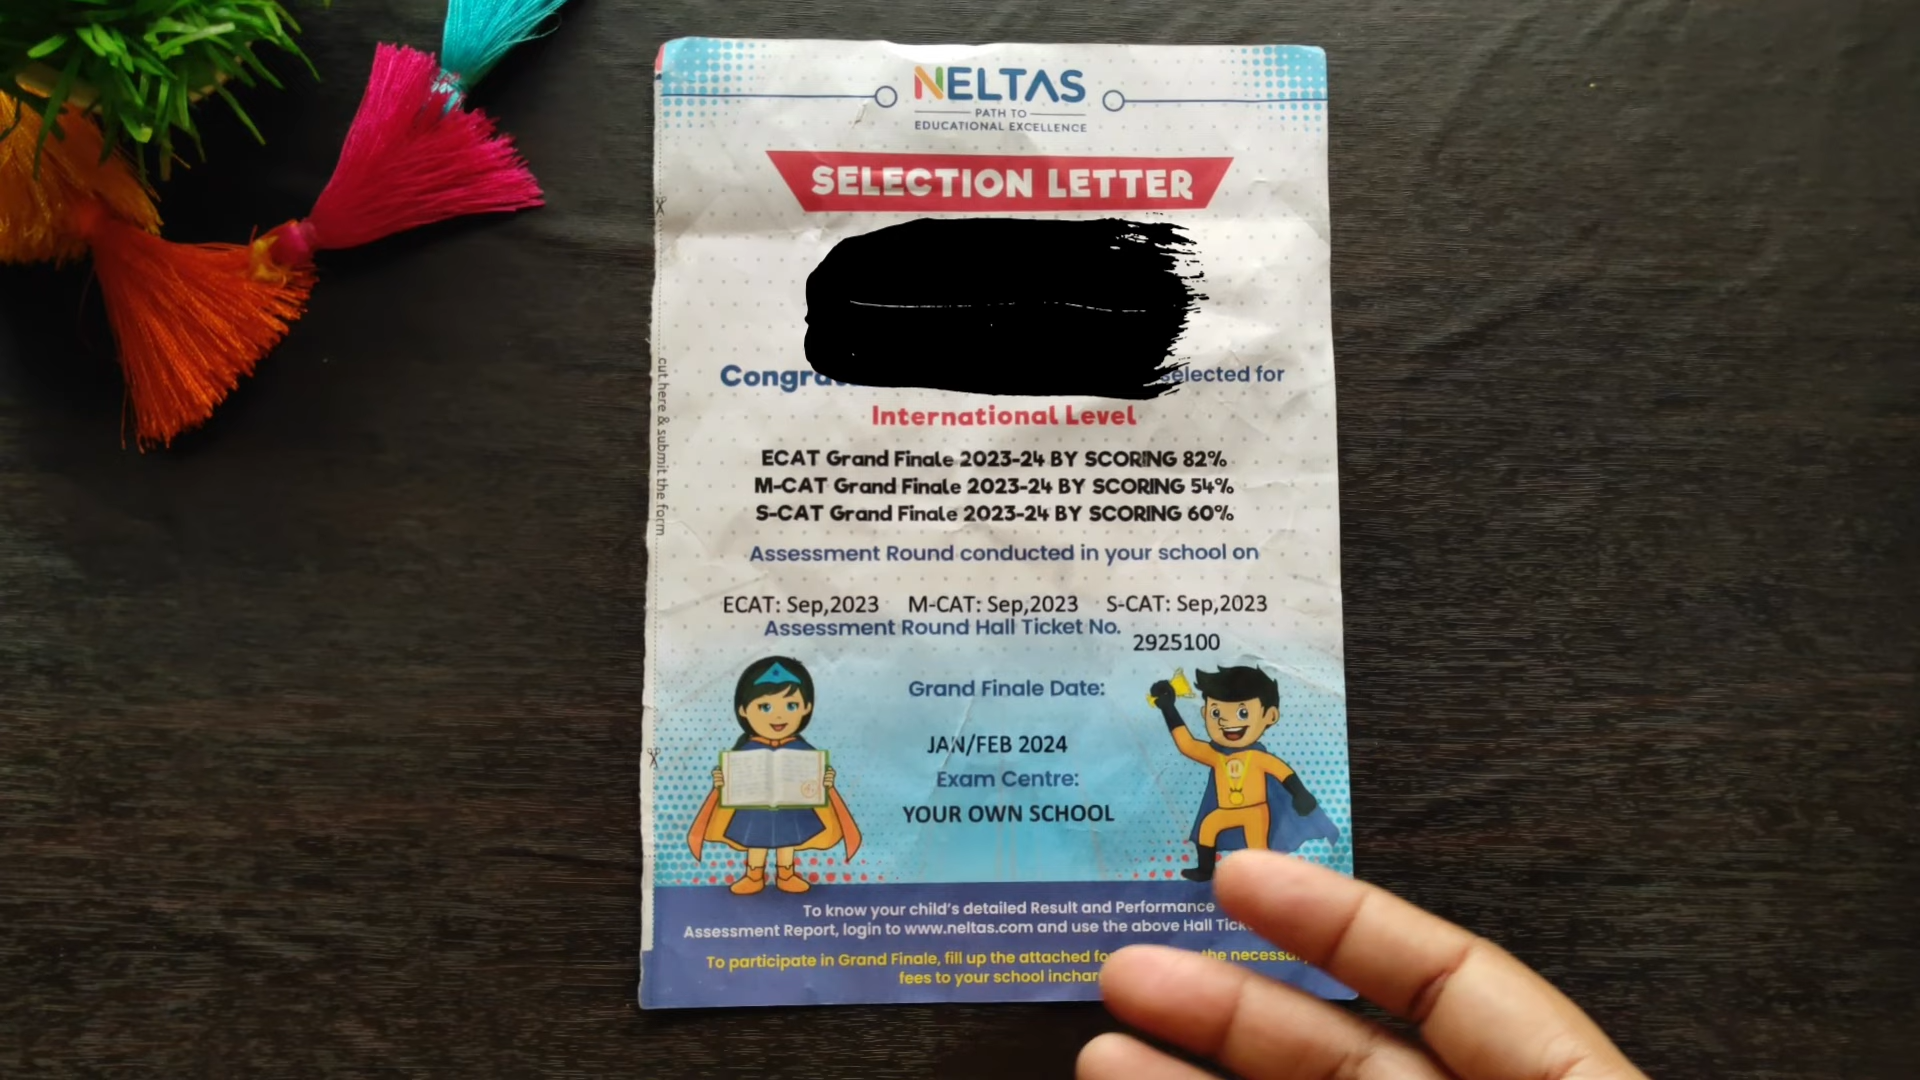 NELTAS
PATH TO
EDUCATIONAL EXCELLENCE
SELECTION LETTER
selected for
International Level
ECAT Grand Finale 2023-24 BY SCORING 82%
M-CAT Grand Finale 2023-24 BY SCORING 54%
S-CAT Grand Finale 2023-24 BY SCORING 60%
Assessment Round conducted in your school on
ECAT: Sep,2023 M-CAT: Sep,2023 S-CAT: Sep,2023
Assessment Round Hall Ticket No.
2925100
Grand Finale Date:
JAN/FEB 2024
Exam Centre:
YOUR OWN SCHOOL
To know your child's detailed Result and Performance
Assessment Report, login to www.neltas.com and use the above Hall
To participate in Grand Finale, fill up the attached the
fees to your school
cut here & submit the form